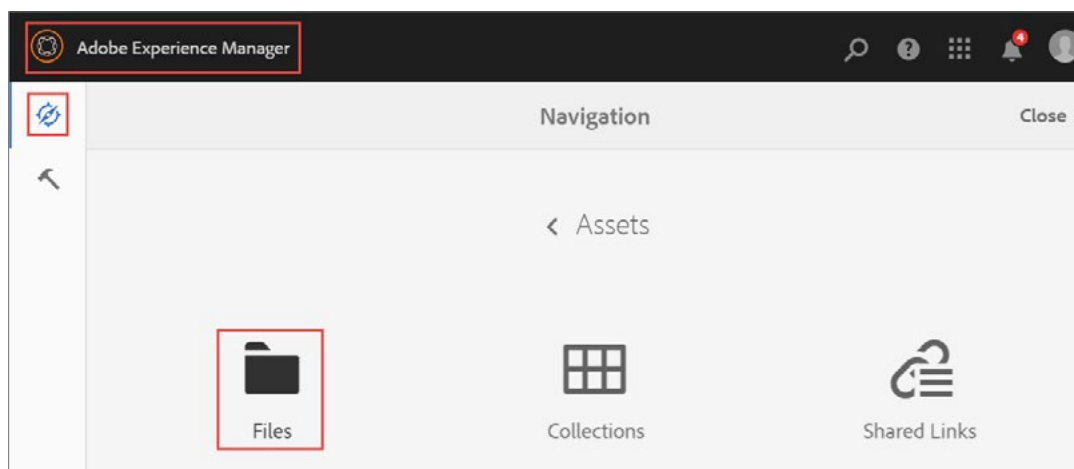 Adobe Experience Manager
4
Navigation
Close
Assets
Files
Collections
Shared Links